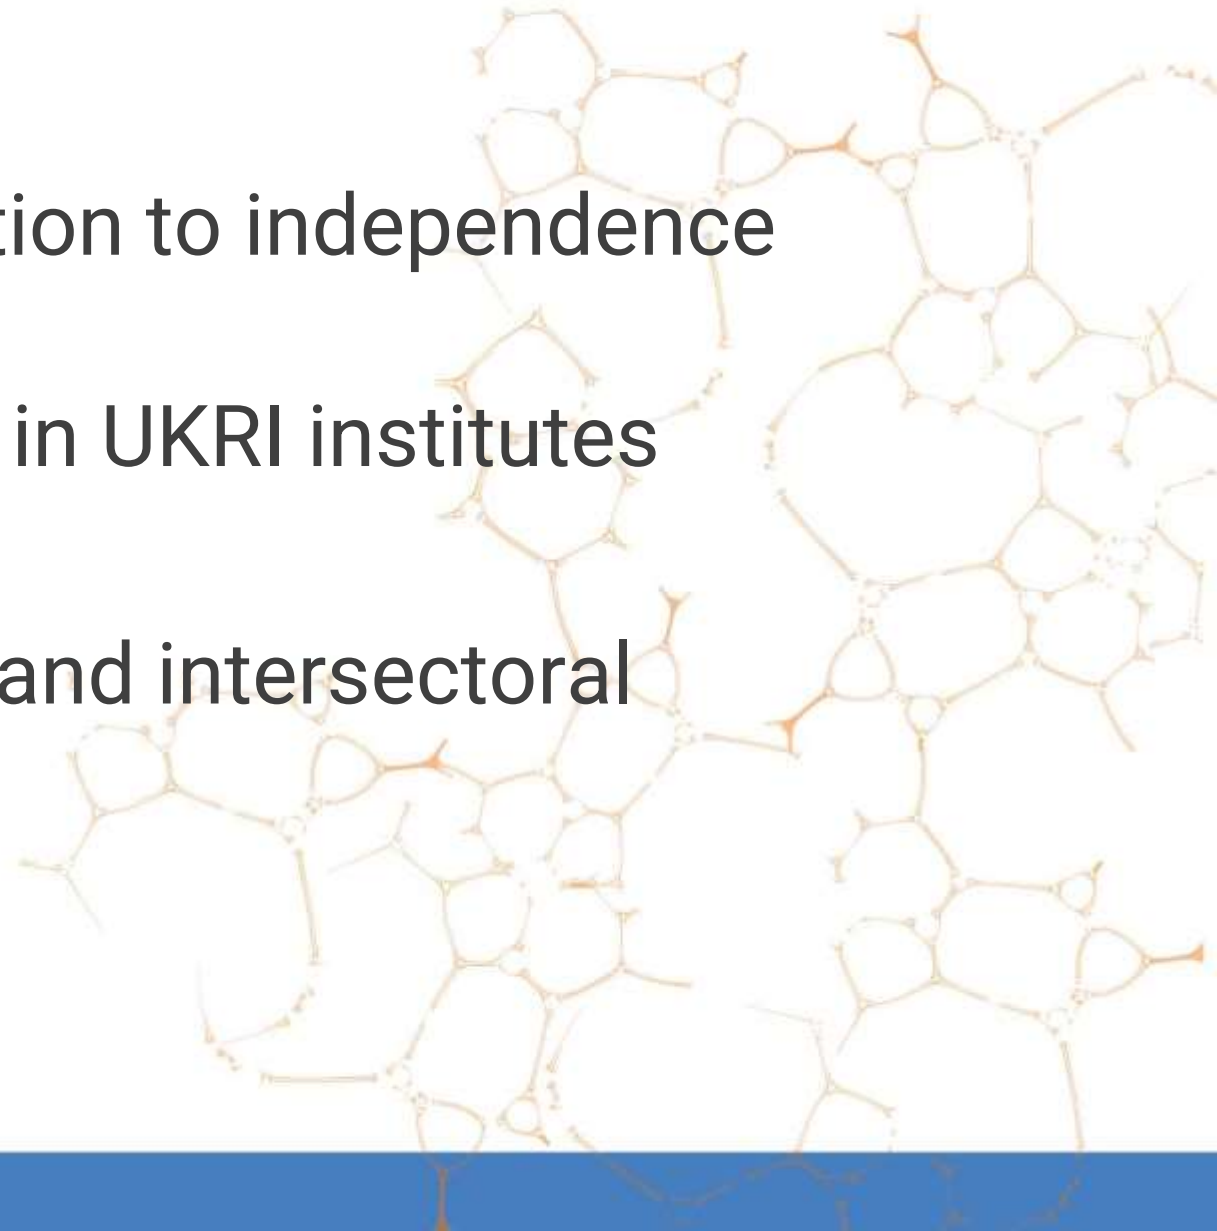 tion to independence
in UKRI institutes
and intersectoral